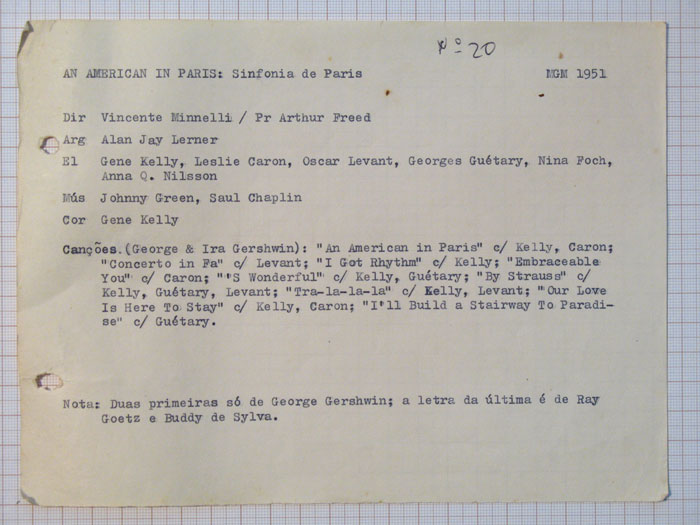 Nº 20
AN AMERICAN IN PARIS: Sinfonia de Paris MGM 1951
Dir Vincente Minnelli / Pr Arthur Freed
Arg Alan Jay Lerner
El Gene Kelly, Leslie Caron, Oscar Levant, Georges Guétary, Nina Foch,
Anna Q. Nilsson
Mús Johnny Green, Saul Chaplin
Cor Gene Kelly
Canções.(George & Ira Gershwin): "An American in Paris" c/ Kelly, Caron;
"Concerto in Fa" c/ Levant; "I Got Rhythm" c/ Kelly; "Embraceable
You" c/ Caron; "'S Wonderful" c/ Kelly, Guétary; "By Strauss" c/
Kelly, Guétary, Levant; "Tra-la-la-la" c/ Kelly, Levant; "Our Love
Is Here To Stay" c/ Kelly, Caron; "I'll Build a Stairway To Paradi-
se" c/ Guétary.
Nota: Duas primeiras só de George Gershwin; a letra da última é de Ray
Goetz e Buddy de Sylva.